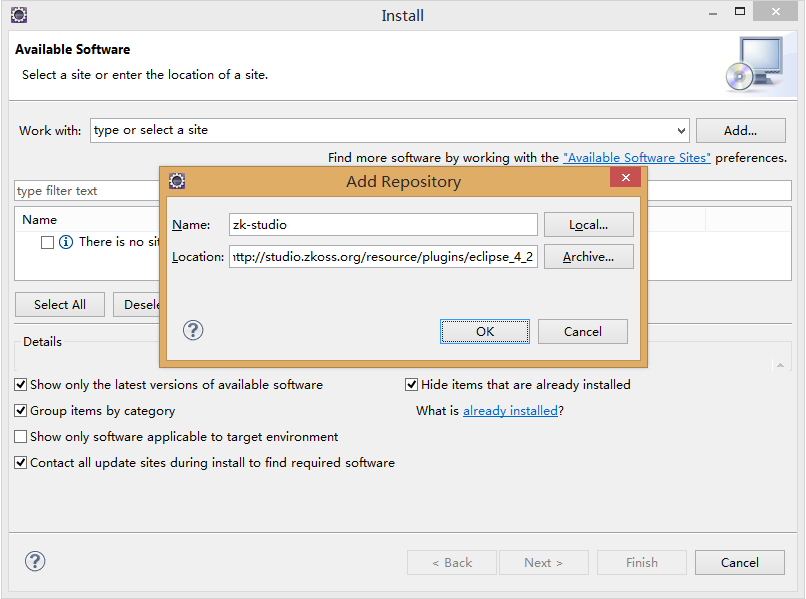 Install
Available Software
Select a site or enter the location of a site.
Work with: type or select a site Add...
Find more software by working with the "Available Software Sites" preferences.
type filter text
Name
There is no sit
Select All Desele
Details
Add Repository
Name: zk-studio Local...
Location: http://studio.zkoss.org/resource/plugins/eclipse_4_2 Archive...
OK Cancel
Show only the latest versions of available software Hide items that are already installed
Group items by category What is already installed?
Show only software applicable to target environment
Contact all update sites during install to find required software
< Back Next > Finish Cancel